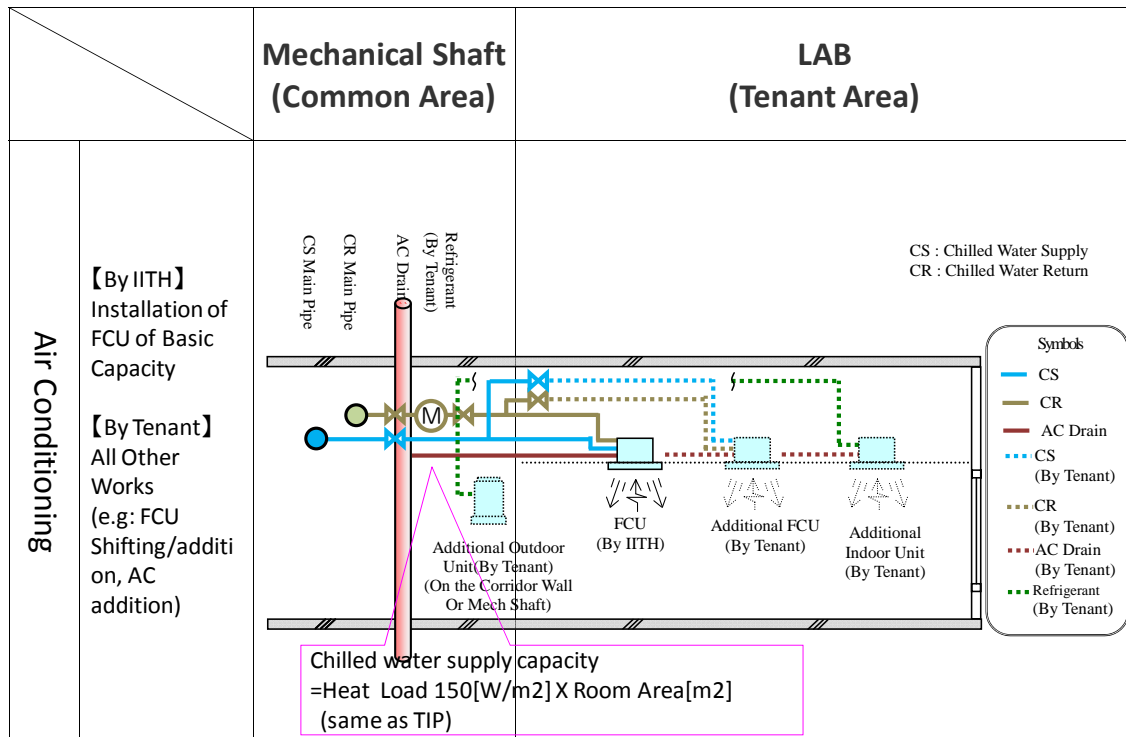 Mechanical Shaft
(Common Area)
LAB
(Tenant Area)
Air Conditioning
【By IITH】
Installation of
FCU of Basic
Capacity
【By Tenant】
All Other
Works
(e.g: FCU
Shifting/additi
on, AC
addition)
CS Main Pipe
CR Main Pipe
AC Drain
Refrigerant
(By Tenant)
CS : Chilled Water Supply
CR : Chilled Water Return
M
FCU
(By IITH)
Additional FCU
(By Tenant)
Additional
Indoor Unit
(By Tenant)
Additional Outdoor
Unit(By Tenant)
(On the Corridor Wall
Or Mech Shaft)
Symbols
CS
CR
AC Drain
CS
(By Tenant)
CR
(By Tenant)
AC Drain
(By Tenant)
Refrigerant
(By Tenant)
Chilled water supply capacity
=Heat Load 150[W/m2] X Room Area[m2]
(same as TIP)